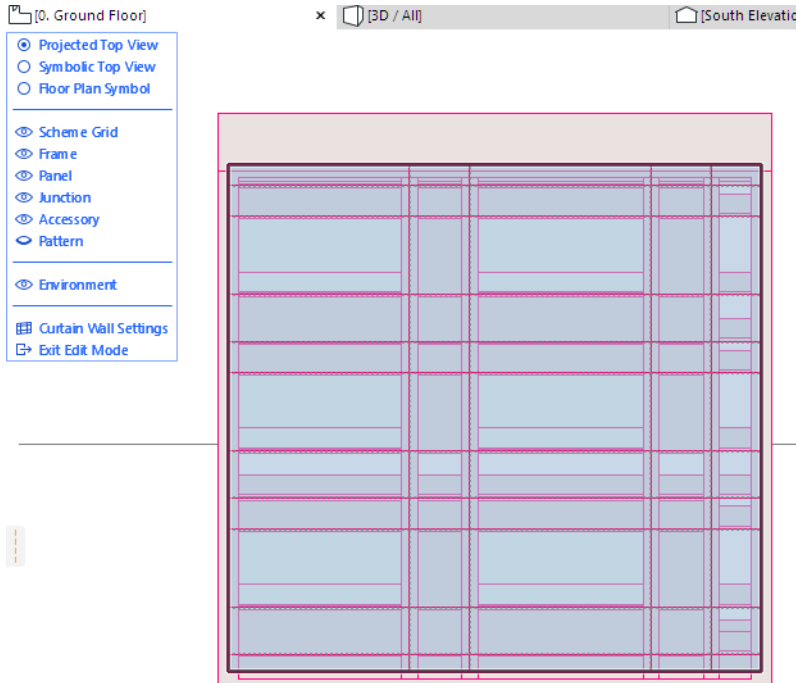 [0. Ground Floor]
[3D / All]
[South Elevatio
Projected Top View
Symbolic Top View
Floor Plan Symbol
Scheme Grid
Frame
Panel
Junction
Accessory
Pattern
Environment
Curtain Wall Settings
Exit Edit Mode